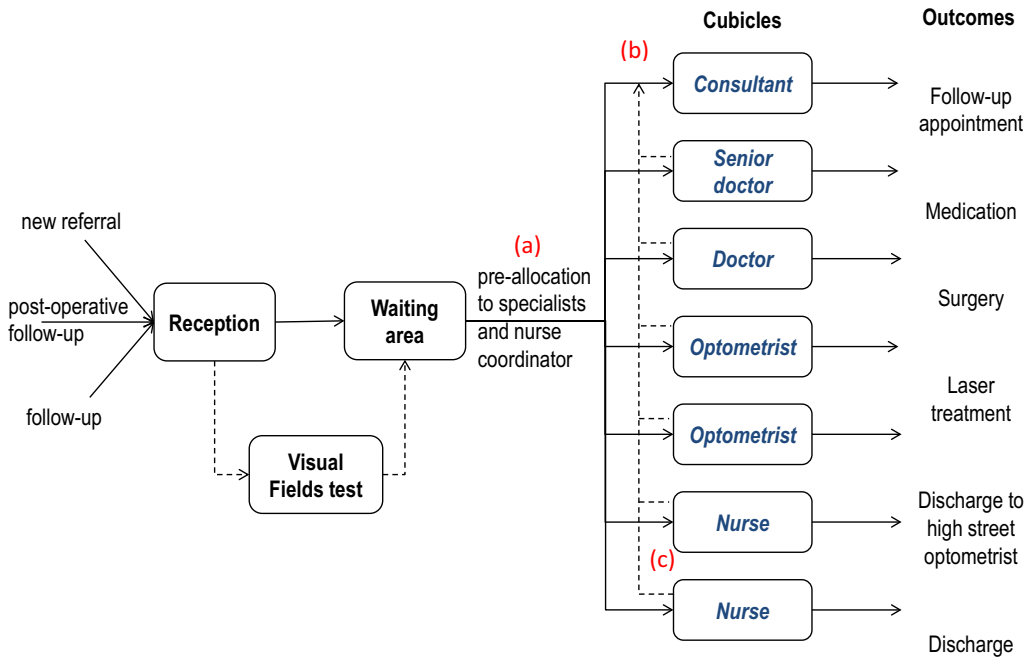 Cubicles
Outcomes
(b)
Consultant
Follow-up
appointment
Senior
doctor
Medication
new referral
(a)
Doctor
pre-allocation
to specialists
and nurse
coordinator
Surgery
post-operative
follow-up
Reception
Waiting
area
Optometrist
Laser
treatment
follow-up
Optometrist
Visual
Fields test
Nurse
Discharge to
high street
optometrist
(c)
Nurse
Discharge